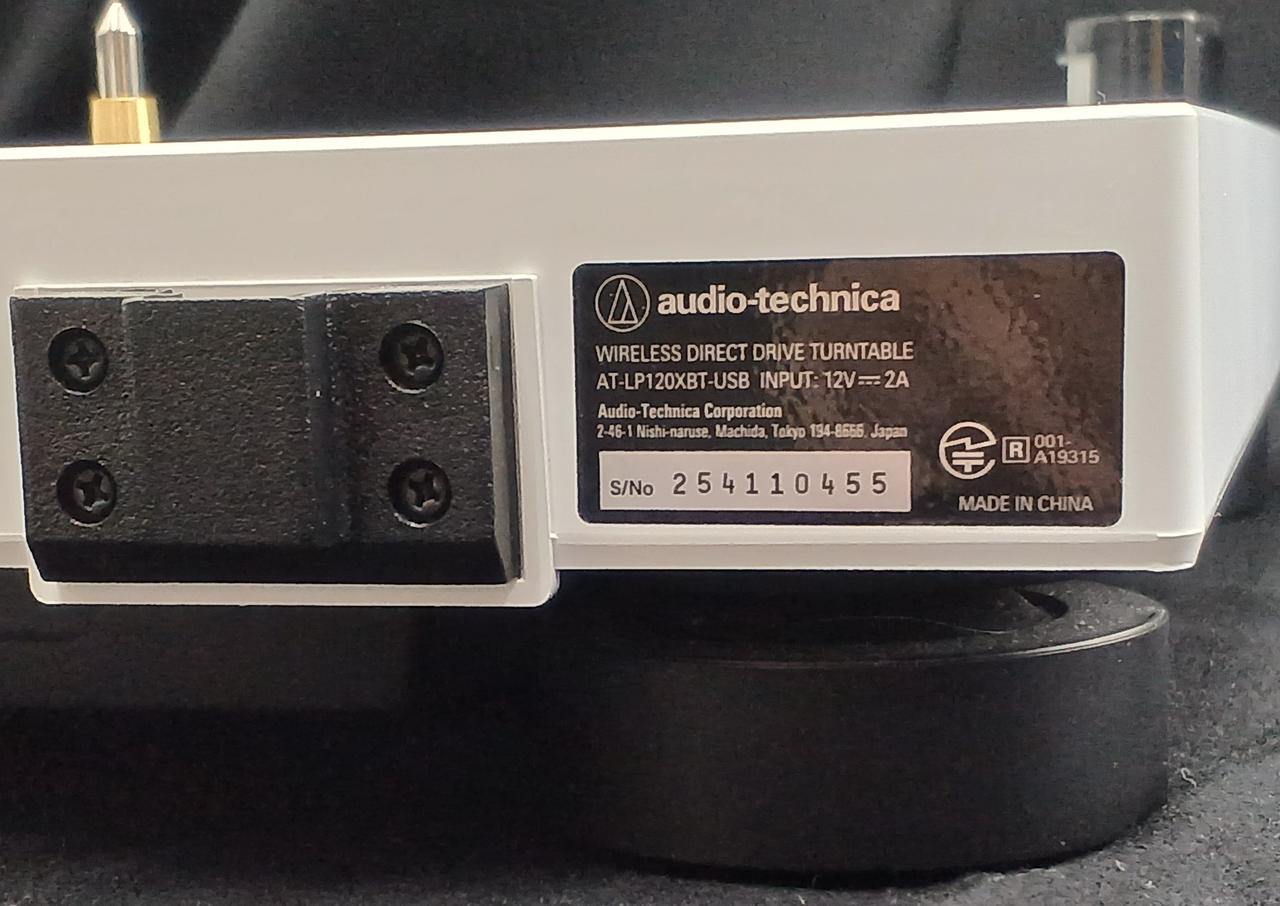 audio-technica
WIRELESS DIRECT DRIVE TURNTABLE
AT-LP120XBT-USB INPUT: 12V⎓2A
Audio-Technica Corporation
2-46-1 Nishi-naruse, Machida, Tokyo 194-8666, Japan
S/No 254110455
R 001-
A19315
MADE IN CHINA